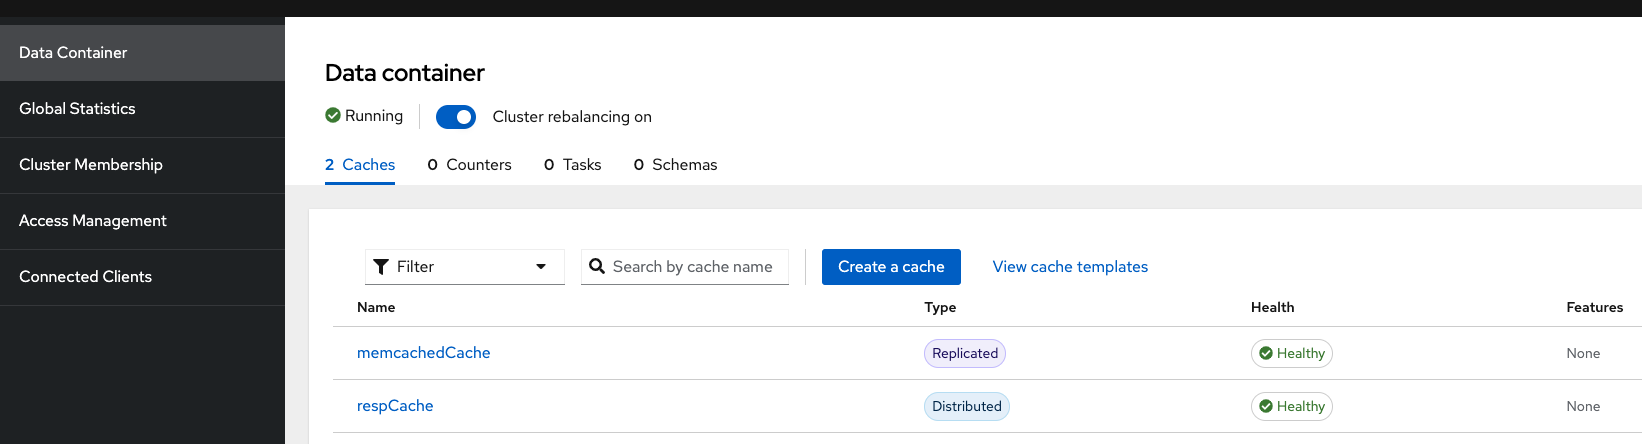 Data Container
Global Statistics
Cluster Membership
Access Management
Connected Clients
Data container
Running Cluster rebalancing on
2 Caches 0 Counters 0 Tasks 0 Schemas
Filter Search by cache name Create a cache View cache templates
Name Type Health Features
memcachedCache Replicated Healthy None
respCache Distributed Healthy None